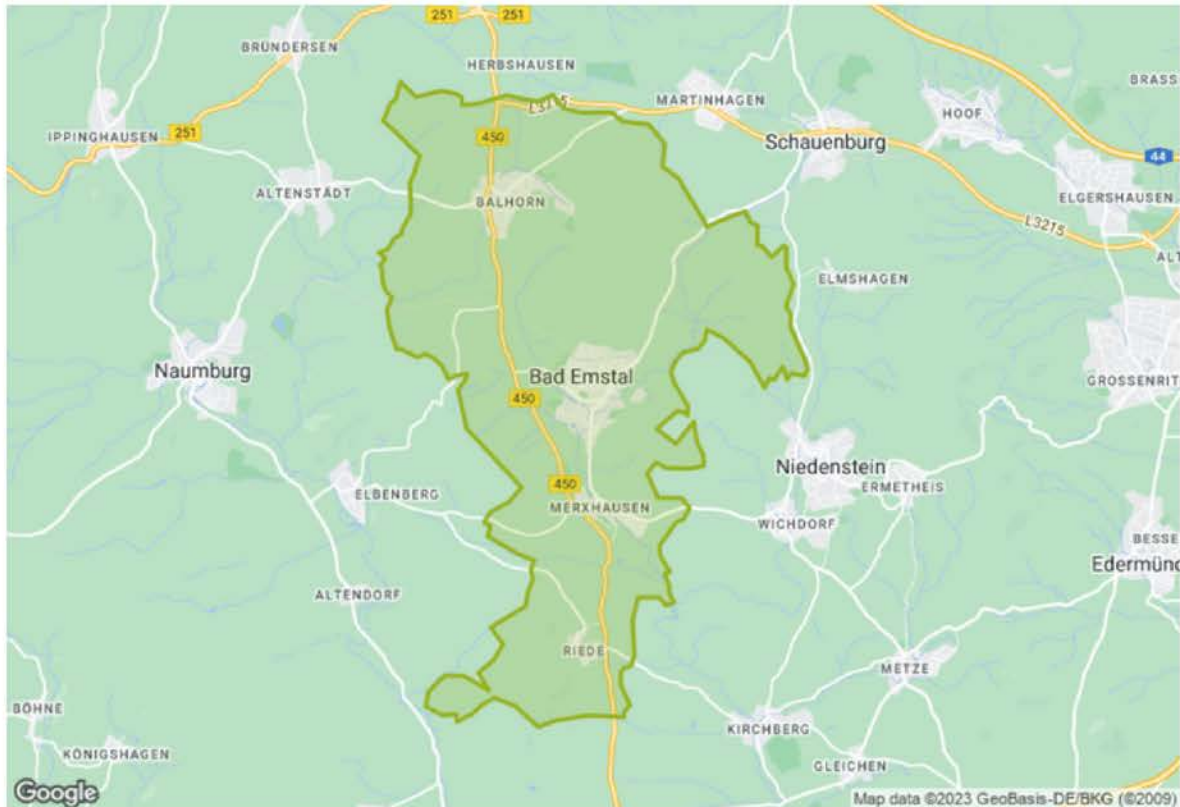 251
251
BRÜNDERSEN
HERBSHAUSEN
BRASS
MARTINHAGEN
L3215
HOOF
IPPINGHAUSEN
251
450
Schauenburg
44
ALTENSTÄDT
BALHORN
ELGERSHAUSEN
L3215
ALT
ELMSHAGEN
Naumburg
Bad Emstal
GROSSENRIT
450
Niedenstein
450
ERMETHEIS
ELBENBERG
MERXHAUSEN
WICHDORF
BESSE
Edermünd
ALTENDORF
RIEDE
METZE
BÖHNE
KIRCHBERG
KÖNIGSHAGEN
GLEICHEN
Google
Map data ©2023 GeoBasis-DE/BKG (©2009)